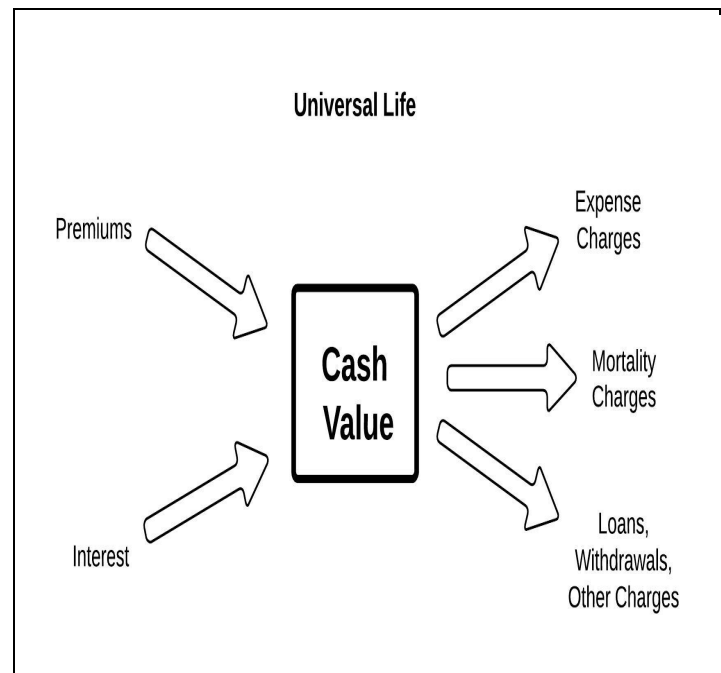 Universal Life
Premiums
Expense
Charges
Cash
Value
Mortality
Charges
Interest
Loans,
Withdrawals,
Other Charges